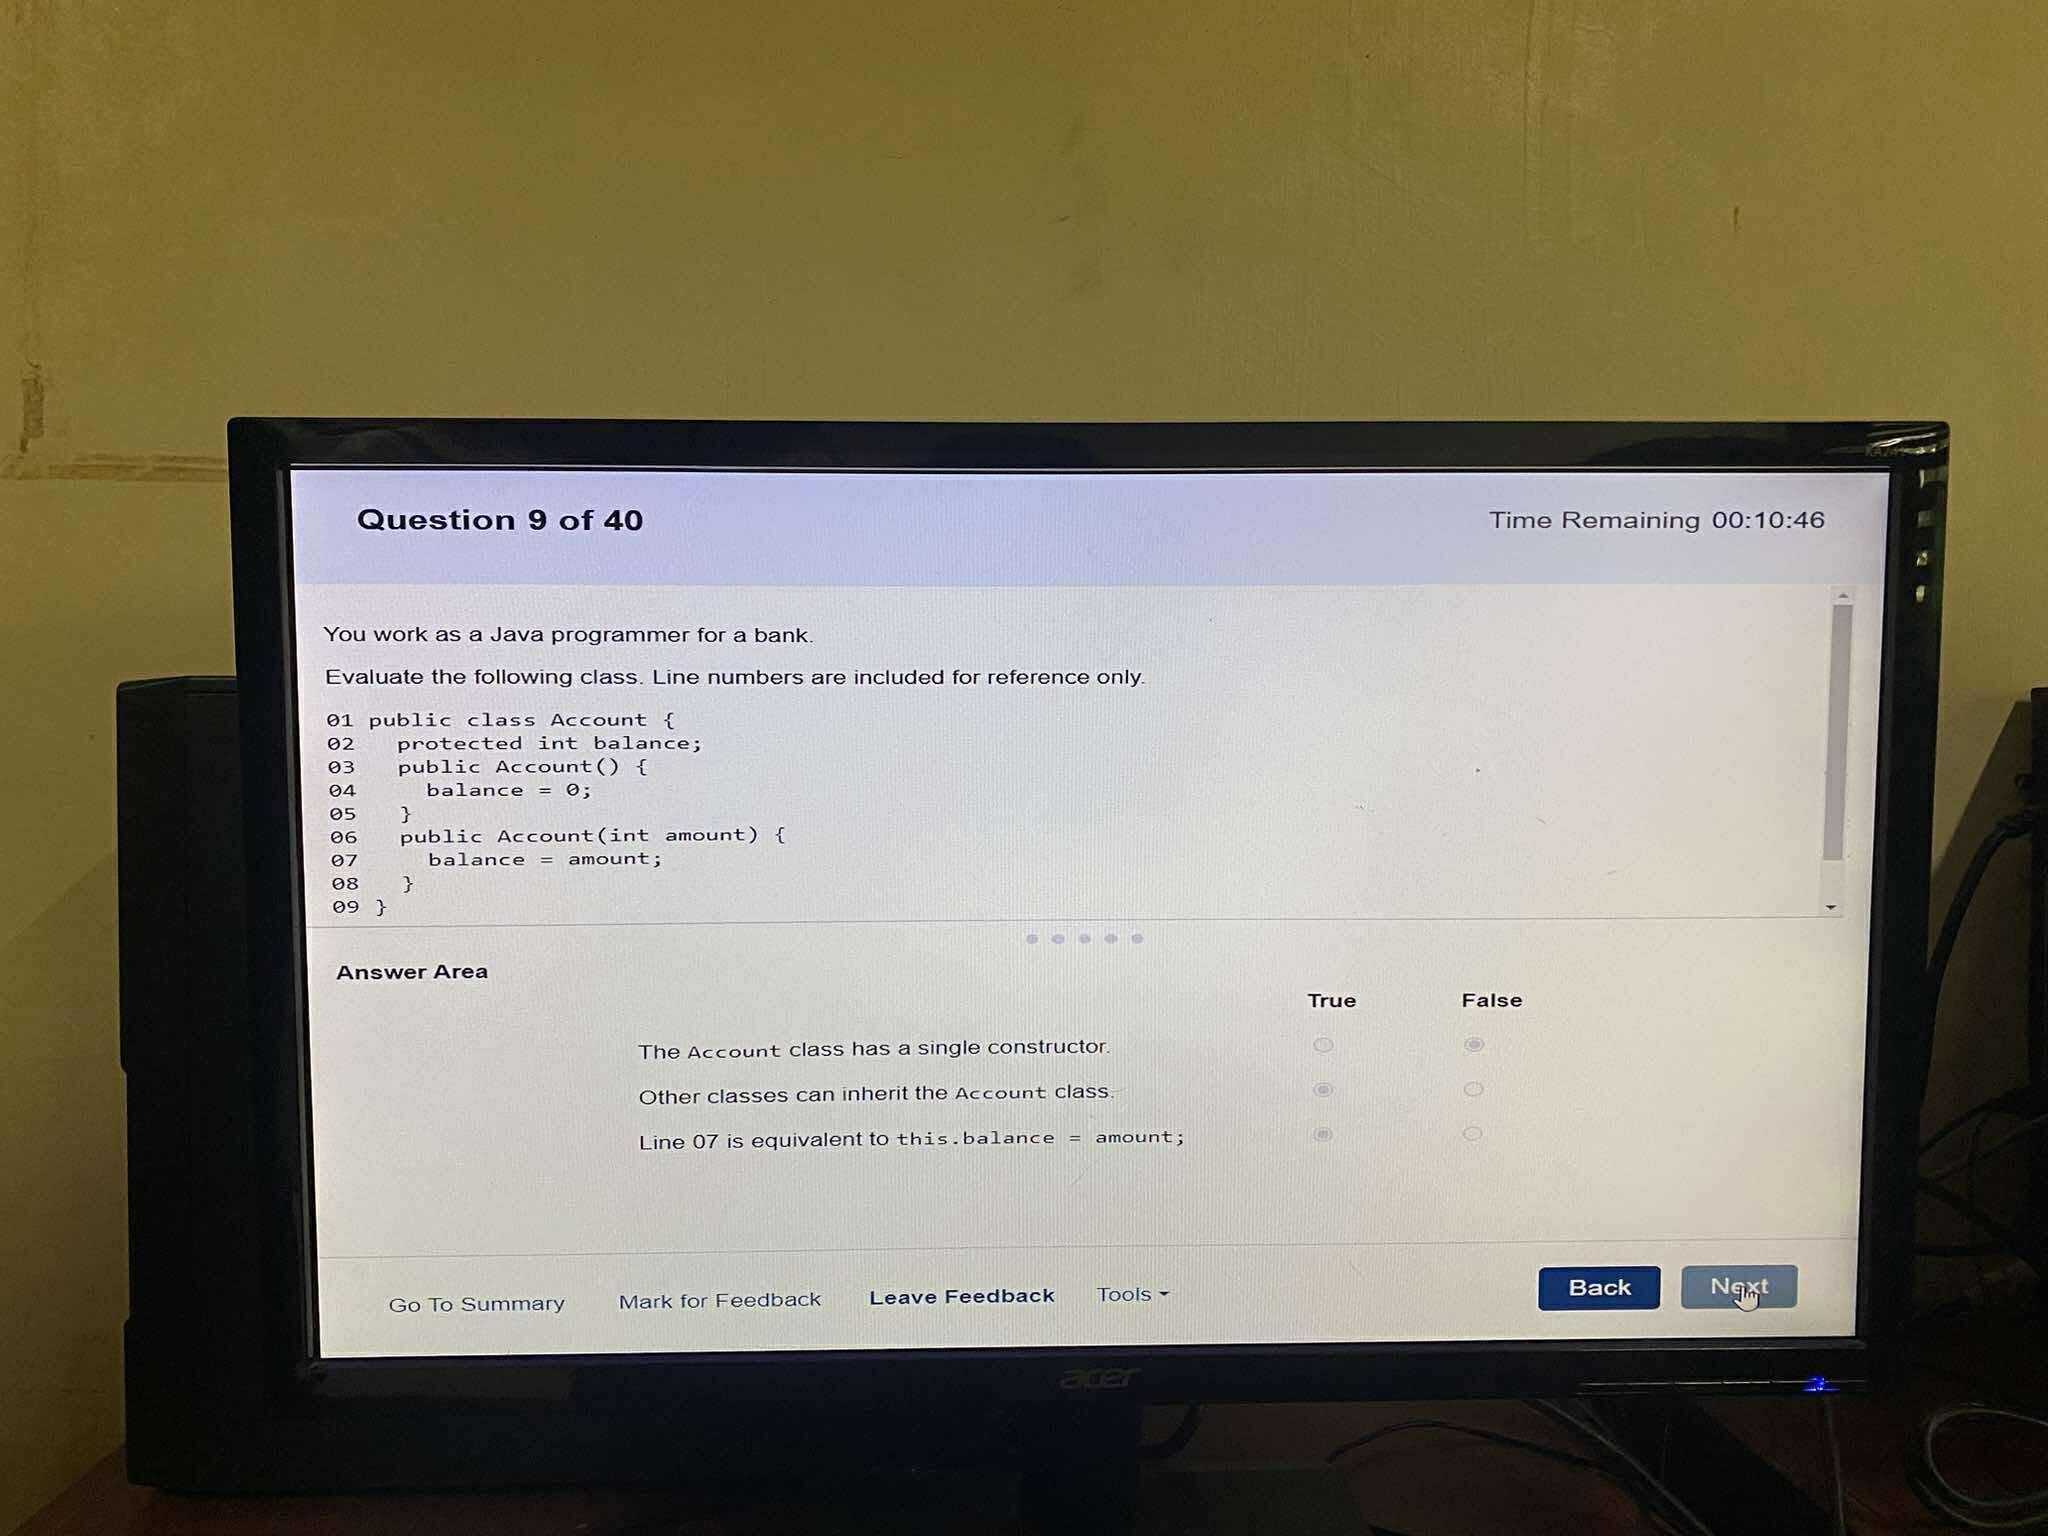 Question 9 of 40
Time Remaining 00:10:46
You work as a Java programmer for a bank.
Evaluate the following class. Line numbers are included for reference only.
01 public class Account {
02   protected int balance;
03   public Account() {
04     balance = 0;
05   }
06   public Account(int amount) {
07     balance = amount;
08   }
09 }
Answer Area
True False
The Account class has a single constructor.
Other classes can inherit the Account class.
Line 07 is equivalent to this.balance = amount;
Go To Summary Mark for Feedback Leave Feedback Tools Back Next
acer